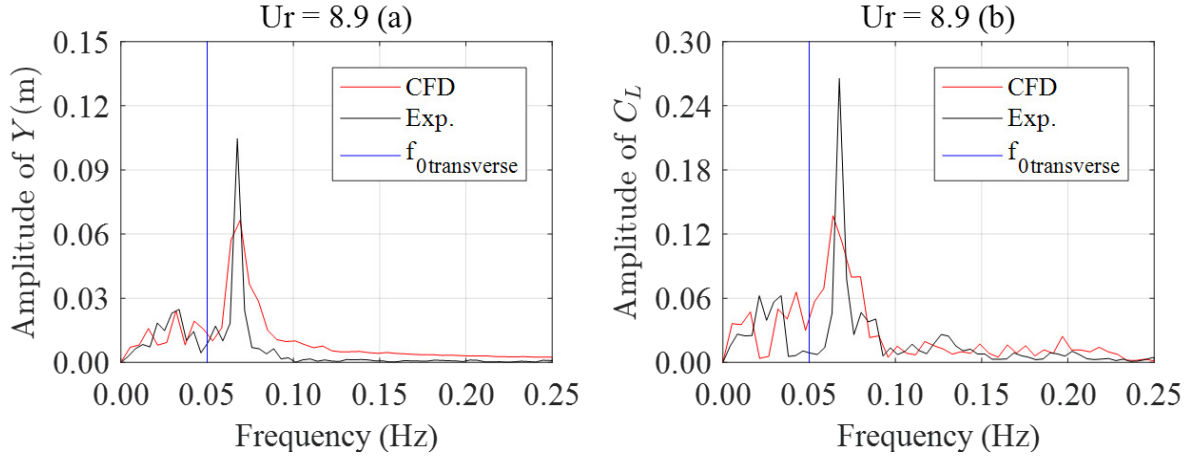 Ur = 8.9 (a)
Amplitude of Y (m)
0.15
0.12
0.09
0.06
0.03
0.00
CFD
Exp.
f0transverse
0.00 0.05 0.10 0.15 0.20 0.25
Frequency (Hz)
Ur = 8.9 (b)
Amplitude of CL
0.30
0.24
0.18
0.12
0.06
0.00
CFD
Exp.
f0transverse
0.00 0.05 0.10 0.15 0.20 0.25
Frequency (Hz)